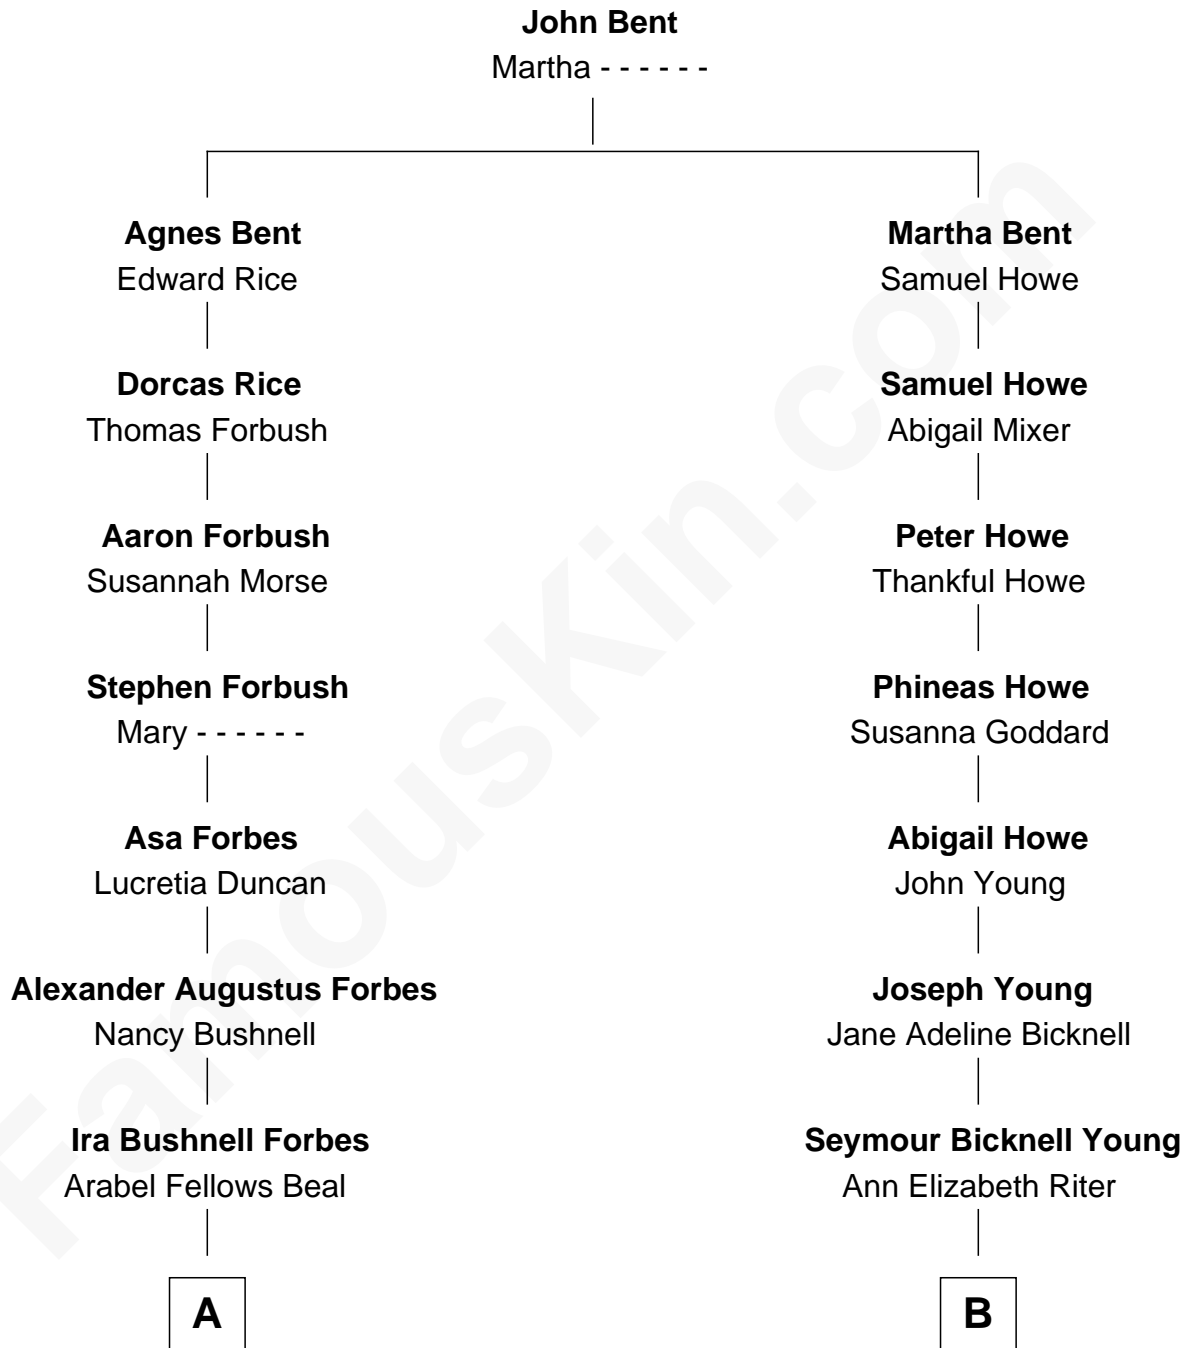 John Bent
Martha - - - - - -
Agnes Bent
Edward Rice
Dorcas Rice
Thomas Forbush
Aaron Forbush
Susannah Morse
Stephen Forbush
Mary - - - - - -
Asa Forbes
Lucretia Duncan
Alexander Augustus Forbes
Nancy Bushnell
Ira Bushnell Forbes
Arabel Fellows Beal
A
Martha Bent
Samuel Howe
Samuel Howe
Abigail Mixer
Peter Howe
Thankful Howe
Phineas Howe
Susanna Goddard
Abigail Howe
John Young
Joseph Young
Jane Adeline Bicknell
Seymour Bicknell Young
Ann Elizabeth Riter
B
FamousKin.com